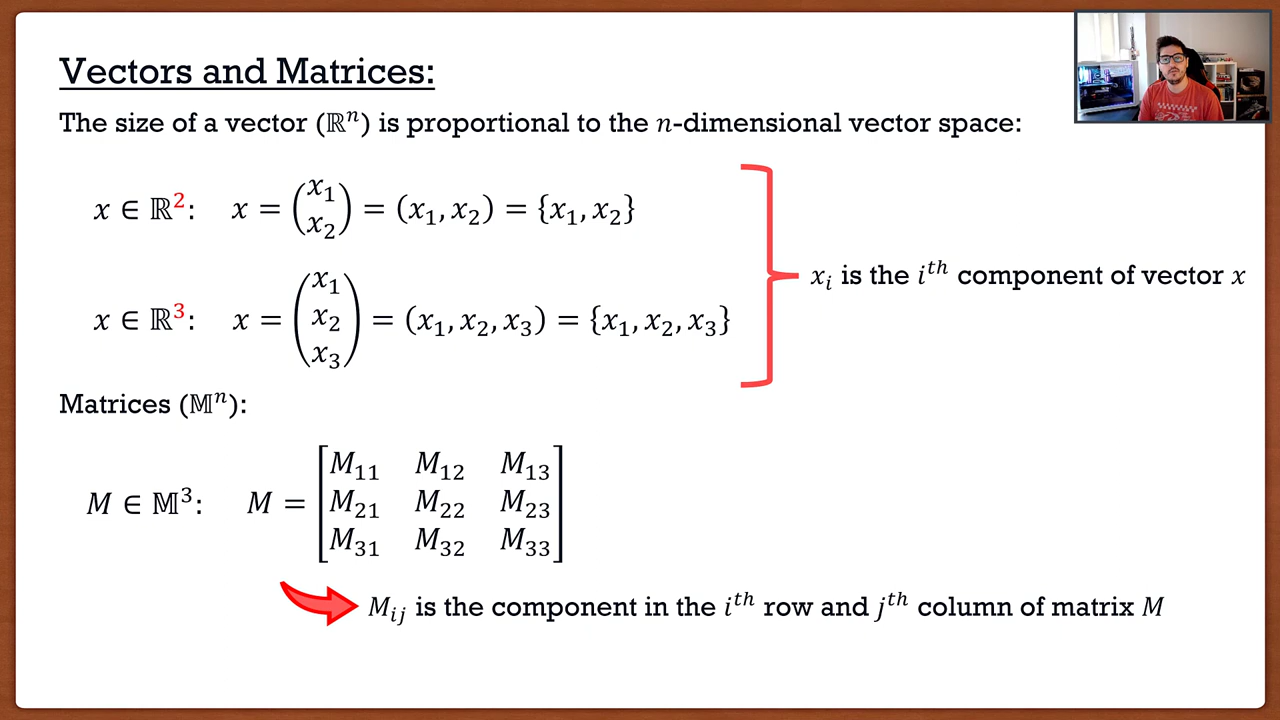 Vectors and Matrices:
The size of a vector (ℝⁿ) is proportional to the n-dimensional vector space:
x ∈ ℝ²: x = (x₁ x₂) = (x₁, x₂) = {x₁, x₂}
x ∈ ℝ³: x = (x₁ x₂ x₃) = (x₁, x₂, x₃) = {x₁, x₂, x₃}
xᵢ is the iᵗʰ component of vector x
Matrices (𝕄ⁿ):
M ∈ 𝕄³: M = [M₁₁ M₁₂ M₁₃
M₂₁ M₂₂ M₂₃
M₃₁ M₃₂ M₃₃]
Mᵢⱼ is the component in the iᵗʰ row and jᵗʰ column of matrix M